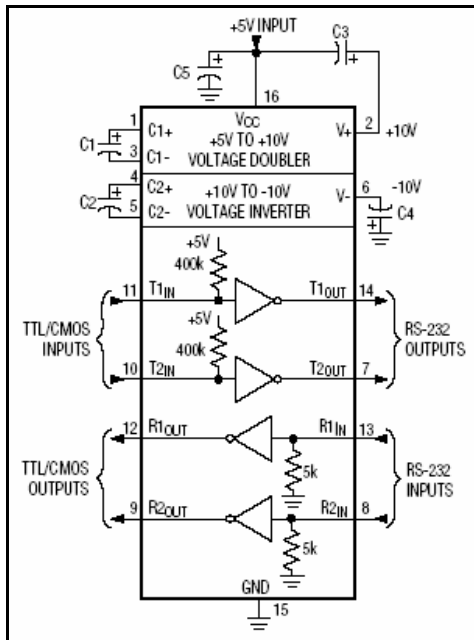 +5V INPUT
C3
+
C5
+
16
1
C1+
VCC
V+
2
+10V
C1
+
+5V TO +10V
3
C1-
VOLTAGE DOUBLER
4
C2+
+10V TO -10V
V-
6
-10V
C2
+
5
C2-
VOLTAGE INVERTER
C4
+
+5V
400k
11
T1IN
T1OUT
14
TTL/CMOS
INPUTS
+5V
400k
RS-232
OUTPUTS
10
T2IN
T2OUT
7
12
R1OUT
R1IN
13
TTL/CMOS
OUTPUTS
5k
RS-232
INPUTS
9
R2OUT
R2IN
8
5k
GND
15